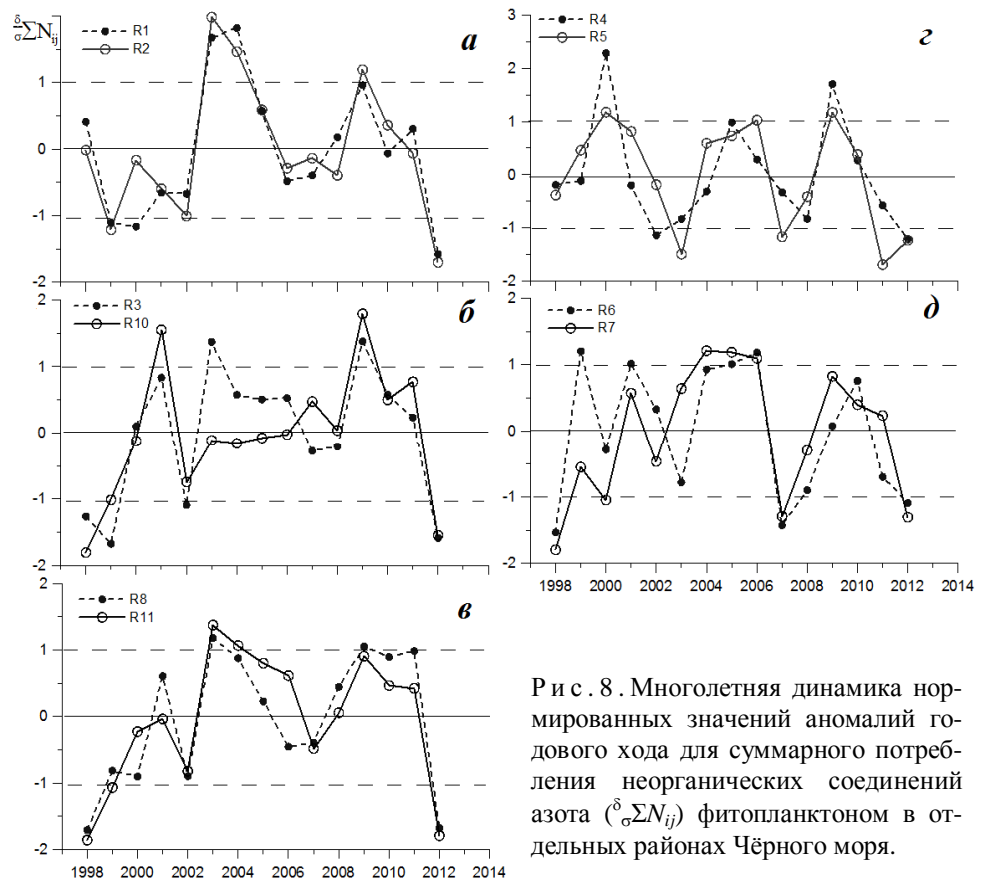 δ/σ ΣN_ij
R1
R2
а
1
0
-1
-2
R4
R5
г
3
2
1
0
-1
-2
R3
R10
б
2
1
0
-1
-2
R6
R7
д
2
1
0
-1
-2
1998 2000 2002 2004 2006 2008 2010 2012 2014
R8
R11
в
2
1
0
-1
-2
1998 2000 2002 2004 2006 2008 2010 2012 2014
Рис.8. Многолетняя динамика нор-
мированных значений аномалий го-
дового хода для суммарного потреб-
ления неорганических соединений
азота (δσΣNij) фитопланктоном в от-
дельных районах Чёрного моря.